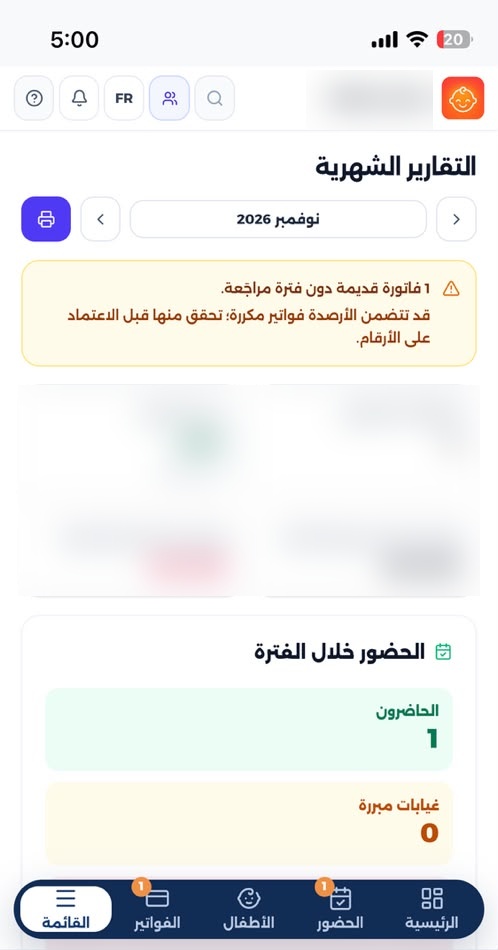 5:00
20
FR
التقارير الشهرية
نوفمبر 2026
1 فاتورة قديمة دون فترة مراجَعة.
قد تتضمن الأرصدة فواتير مكررة؛ تحقق منها قبل الاعتماد
على الأرقام.
الحضور خلال الفترة
الحاضرون
1
غيابات مبررة
0
الرئيسية
1
الحضور
الأطفال
1
الفواتير
القائمة